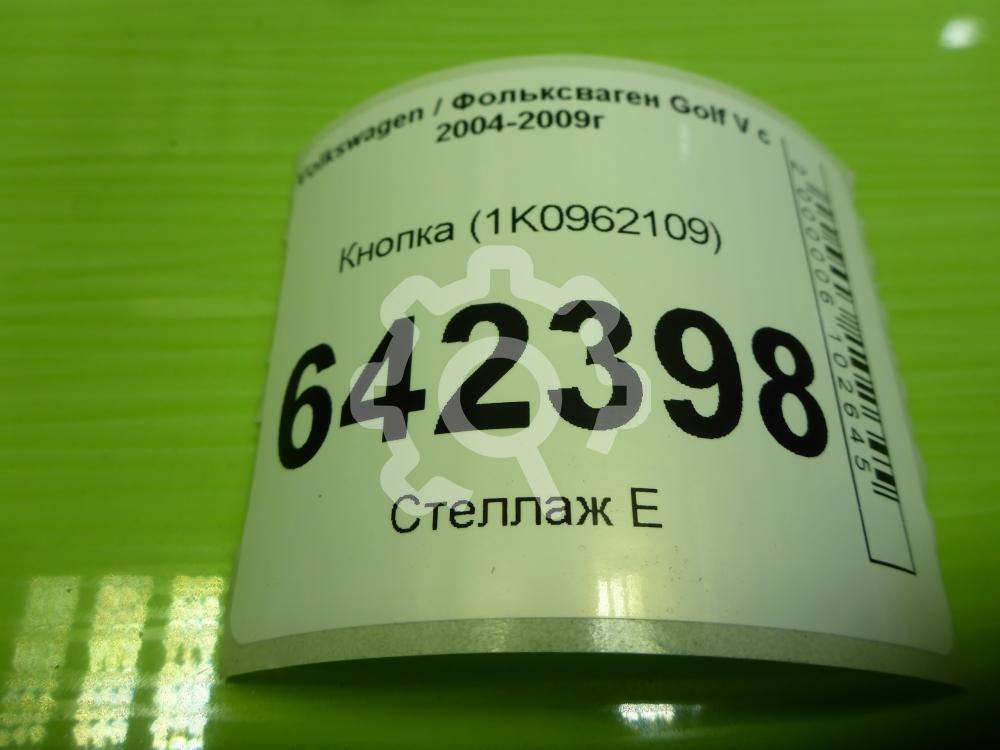 Volkswagen / Фольксваген Golf V с
2004-2009г
Кнопка (1K0962109)
642398
Стеллаж Е
2000006102645